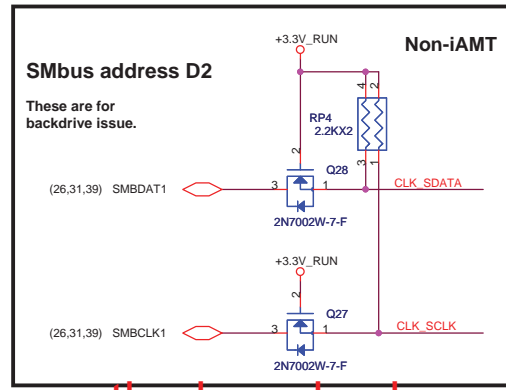 +3.3V_RUN
Non-iAMT
SMbus address D2
These are for
backdrive issue.
4
2
RP4
2.2KX2
3
1
2
Q28
(26,31,39) SMBDAT1
3
1
CLK_SDATA
2N7002W-7-F
+3.3V_RUN
2
Q27
(26,31,39) SMBCLK1
3
1
CLK_SCLK
2N7002W-7-F